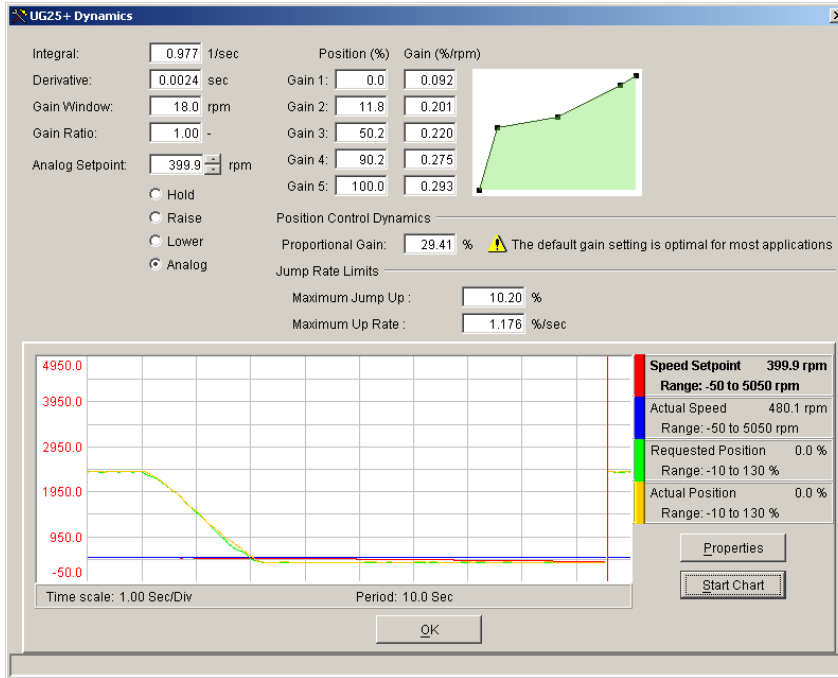 UG25+ Dynamics
Integral: 0.977 1/sec
Derivative: 0.0024 sec
Gain Window: 18.0 rpm
Gain Ratio: 1.00 -
Analog Setpoint: 399.9 rpm
Hold
Raise
Lower
Analog
Position (%) Gain (%/rpm)
Gain 1: 0.0 0.092
Gain 2: 11.8 0.201
Gain 3: 50.2 0.220
Gain 4: 90.2 0.275
Gain 5: 100.0 0.293
Position Control Dynamics
Proportional Gain: 29.41 % The default gain setting is optimal for most applications
Jump Rate Limits
Maximum Jump Up : 10.20 %
Maximum Up Rate : 1.176 %/sec
4950.0
3950.0
2950.0
1950.0
950.0
-50.0
Time scale: 1.00 Sec/Div Period: 10.0 Sec
Speed Setpoint 399.9 rpm
Range: -50 to 5050 rpm
Actual Speed 480.1 rpm
Range: -50 to 5050 rpm
Requested Position 0.0 %
Range: -10 to 130 %
Actual Position 0.0 %
Range: -10 to 130 %
Properties
Start Chart
OK